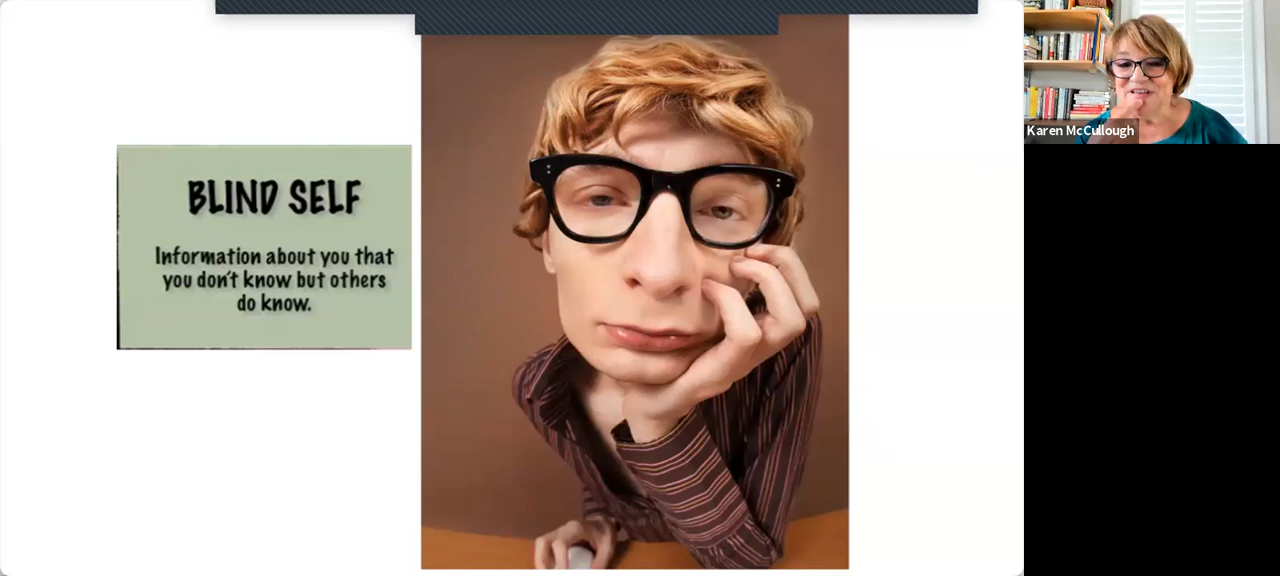 BLIND SELF
Information about you that
you don't know but others
do know.
Karen McCullough